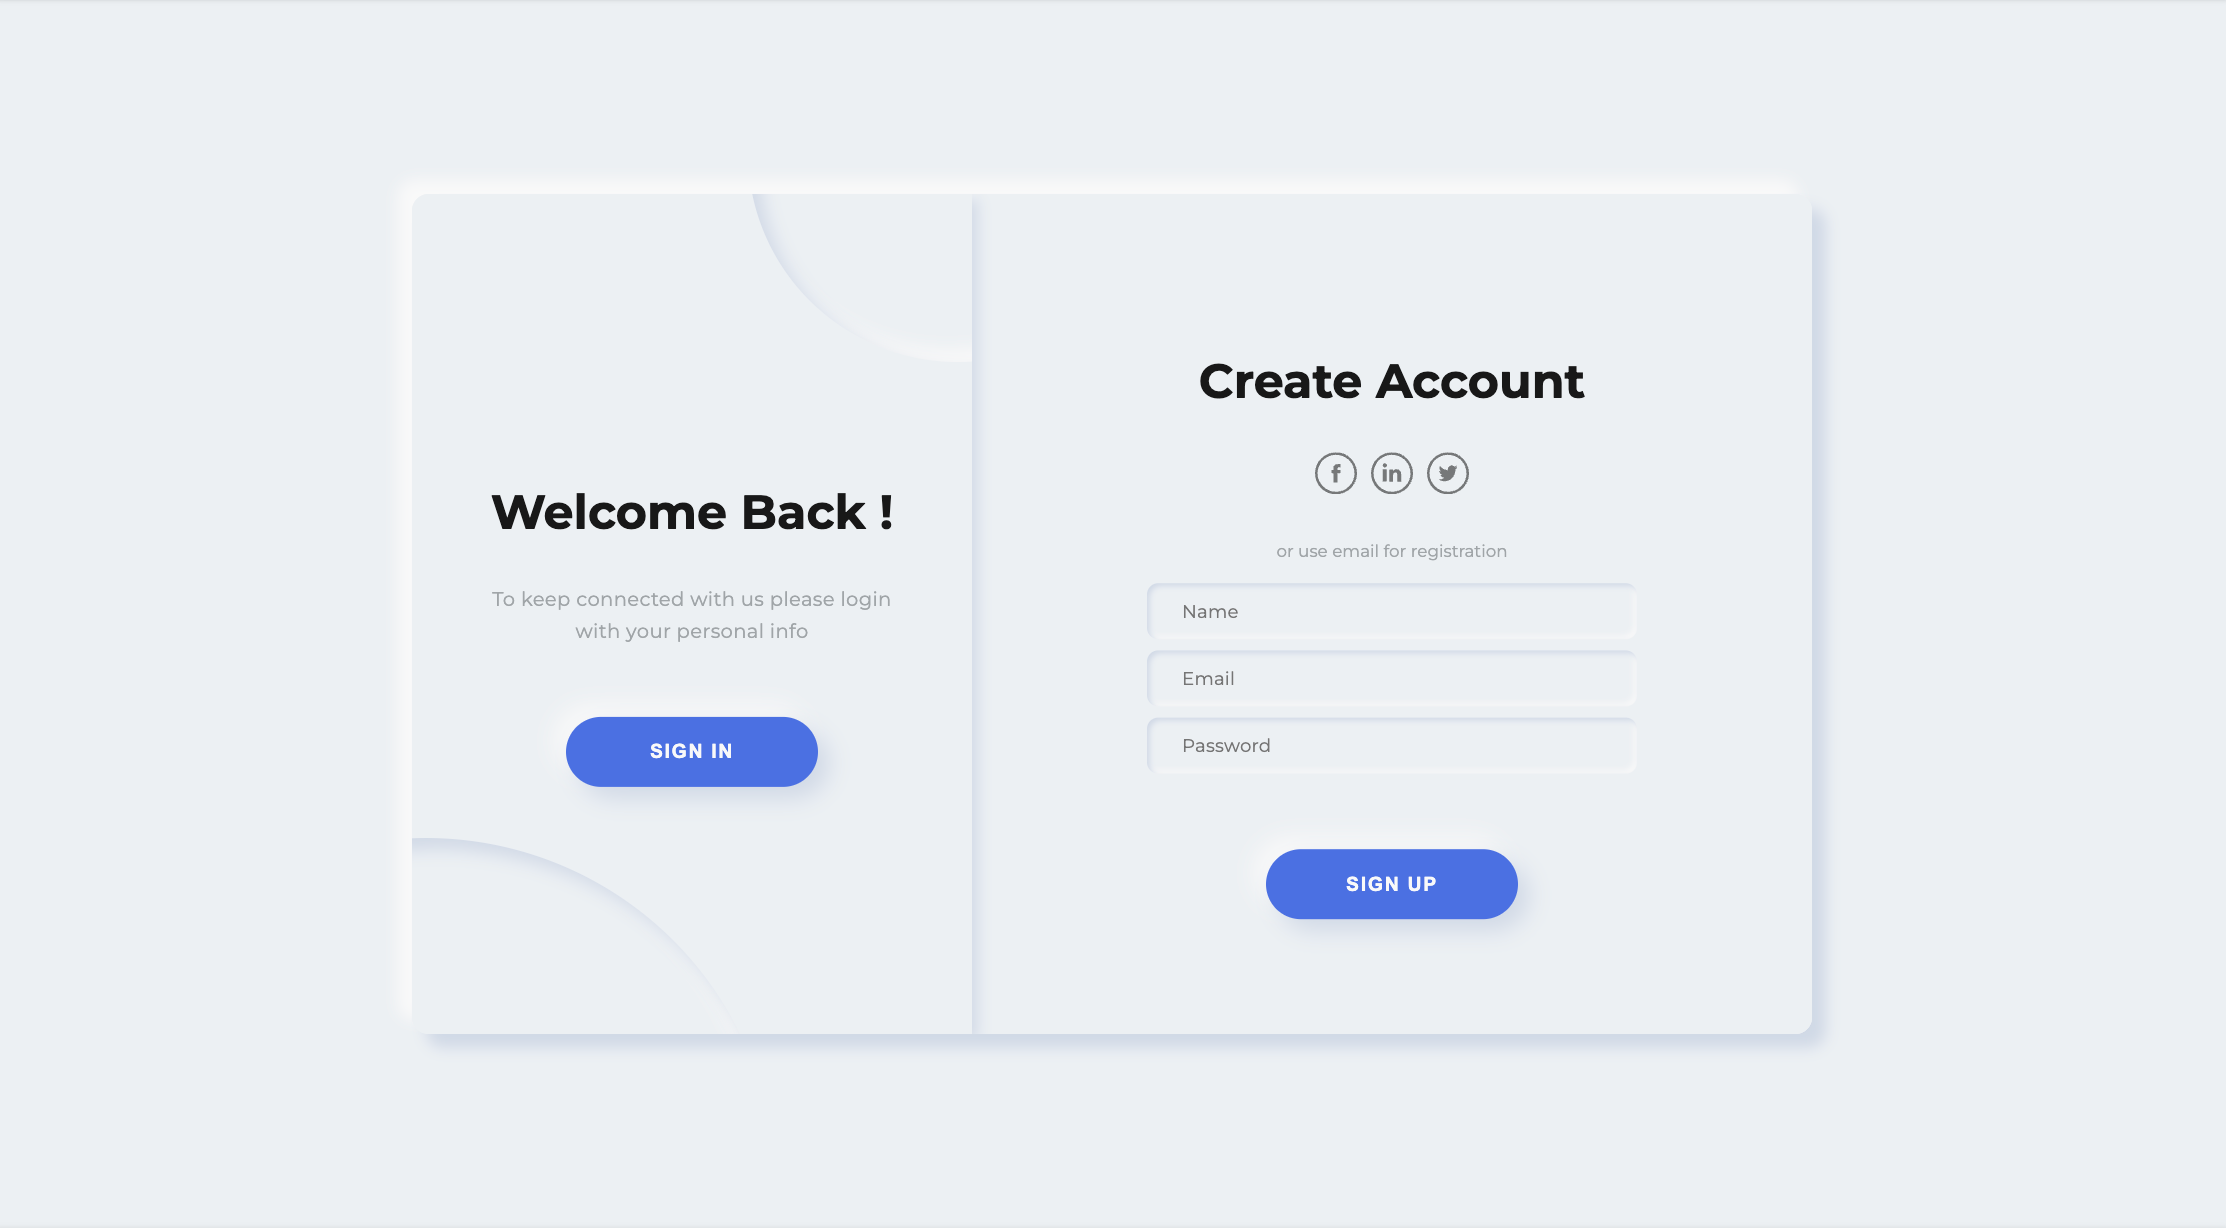 Welcome Back !
To keep connected with us please login
with your personal info
SIGN IN
Create Account
f in
or use email for registration
Name
Email
Password
SIGN UP